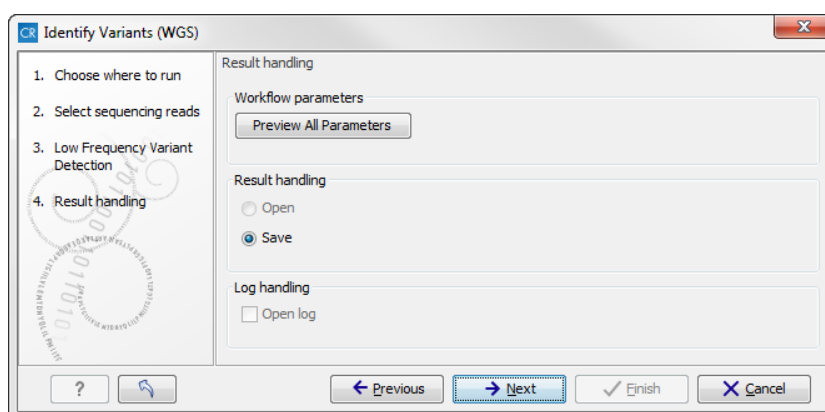 CR Identify Variants (WGS)
X
1. Choose where to run
2. Select sequencing reads
3. Low Frequency Variant
Detection
4. Result handling
Result handling
Workflow parameters
Preview All Parameters
Result handling
Open
Save
Log handling
Open log
?
Previous
Next
Finish
Cancel